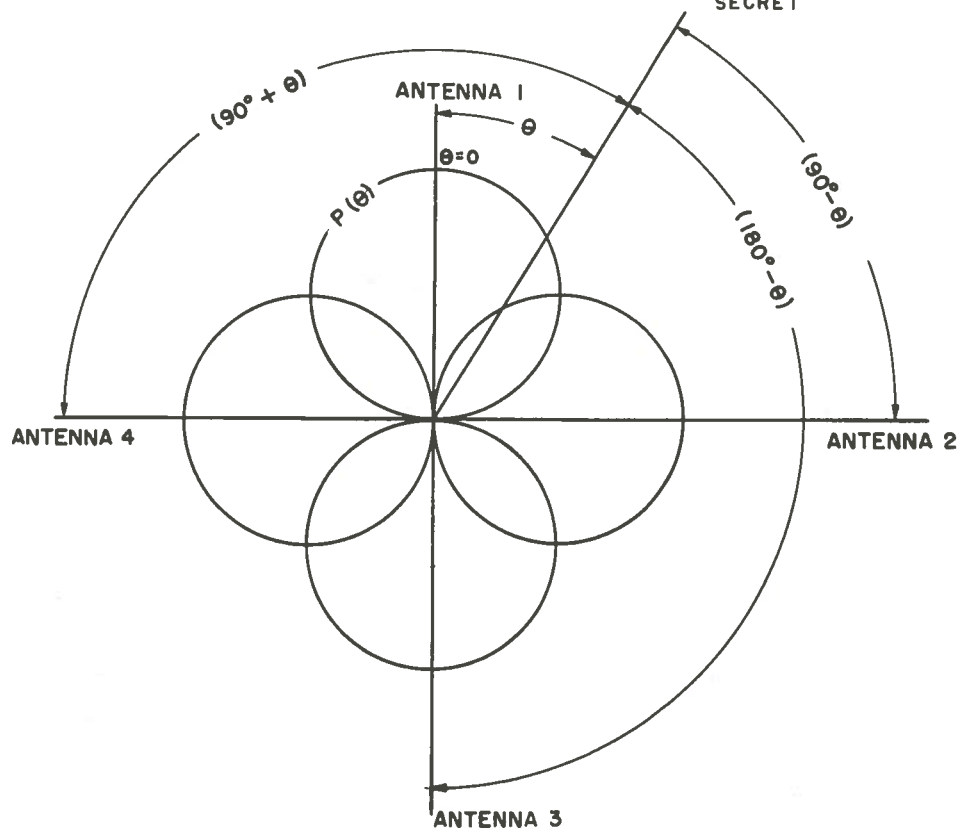 SECRET
(90° + θ)
ANTENNA 1
θ
θ=0
P(θ)
(90°-θ)
(180°-θ)
ANTENNA 4
ANTENNA 2
ANTENNA 3